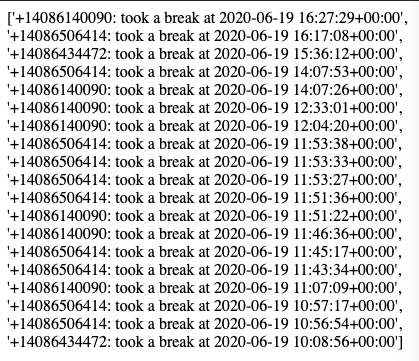 ['+14086140090: took a break at 2020-06-19 16:27:29+00:00',
'+14086506414: took a break at 2020-06-19 16:17:08+00:00',
'+14086434472: took a break at 2020-06-19 15:36:12+00:00',
'+14086506414: took a break at 2020-06-19 14:07:53+00:00',
'+14086140090: took a break at 2020-06-19 14:07:26+00:00',
'+14086140090: took a break at 2020-06-19 12:33:01+00:00',
'+14086140090: took a break at 2020-06-19 12:04:20+00:00',
'+14086506414: took a break at 2020-06-19 11:53:38+00:00',
'+14086506414: took a break at 2020-06-19 11:53:33+00:00',
'+14086506414: took a break at 2020-06-19 11:53:27+00:00',
'+14086506414: took a break at 2020-06-19 11:51:36+00:00',
'+14086140090: took a break at 2020-06-19 11:51:22+00:00',
'+14086140090: took a break at 2020-06-19 11:46:36+00:00',
'+14086506414: took a break at 2020-06-19 11:45:17+00:00',
'+14086506414: took a break at 2020-06-19 11:43:34+00:00',
'+14086140090: took a break at 2020-06-19 11:07:09+00:00',
'+14086506414: took a break at 2020-06-19 10:57:17+00:00',
'+14086506414: took a break at 2020-06-19 10:56:54+00:00',
'+14086434472: took a break at 2020-06-19 10:08:56+00:00']